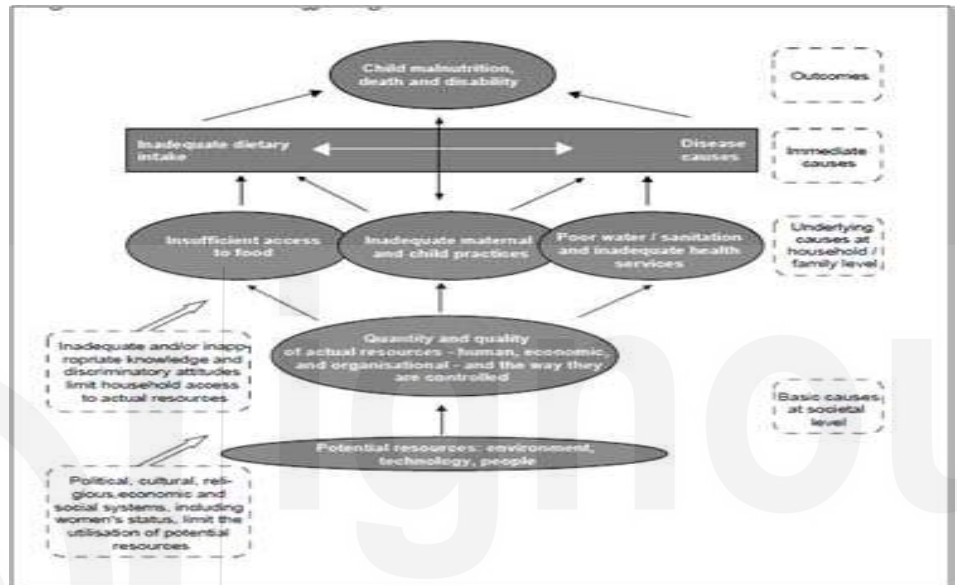 Child malnutrition,
death and disability
Outcomes
Inadequate dietary
intake
Disease
causes
Immediate
causes
Insufficient access
to food
Inadequate maternal
and child practices
Poor water / sanitation
and inadequate health
services
Underlying
causes at
household /
family level
Inadequate and/or inapp-
ropriate knowledge and
discriminatory attitudes
limit household access
to actual resources
Quantity and quality
of actual resources - human, economic,
and organisational - and the way they
are controlled
Basic causes
at societal
level
Potential resources: environment,
technology, people
Political, cultural, reli-
gious,economic and
social systems, including
women's status, limit the
utilisation of potential
resources
ignou